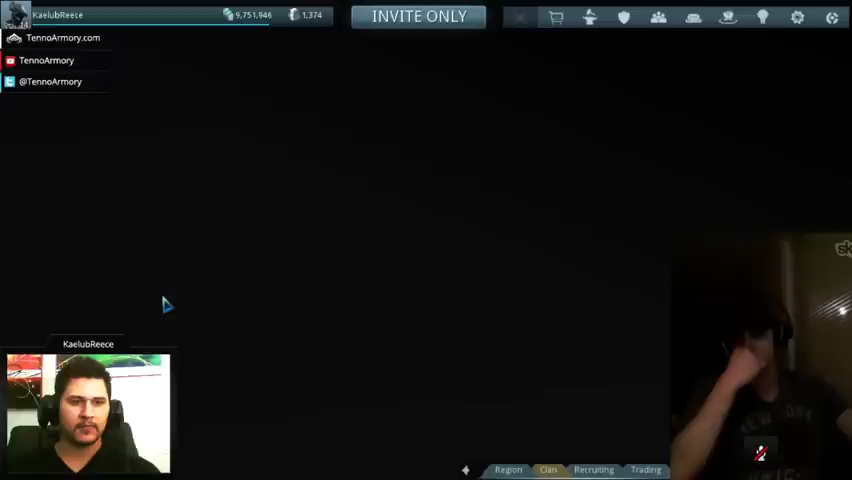 KaelubReece
9,751,946
1,374
INVITE ONLY
TennoArmory.com
TennoArmory
@TennoArmory
KaelubReece
Region
Clan
Recruiting
Trading